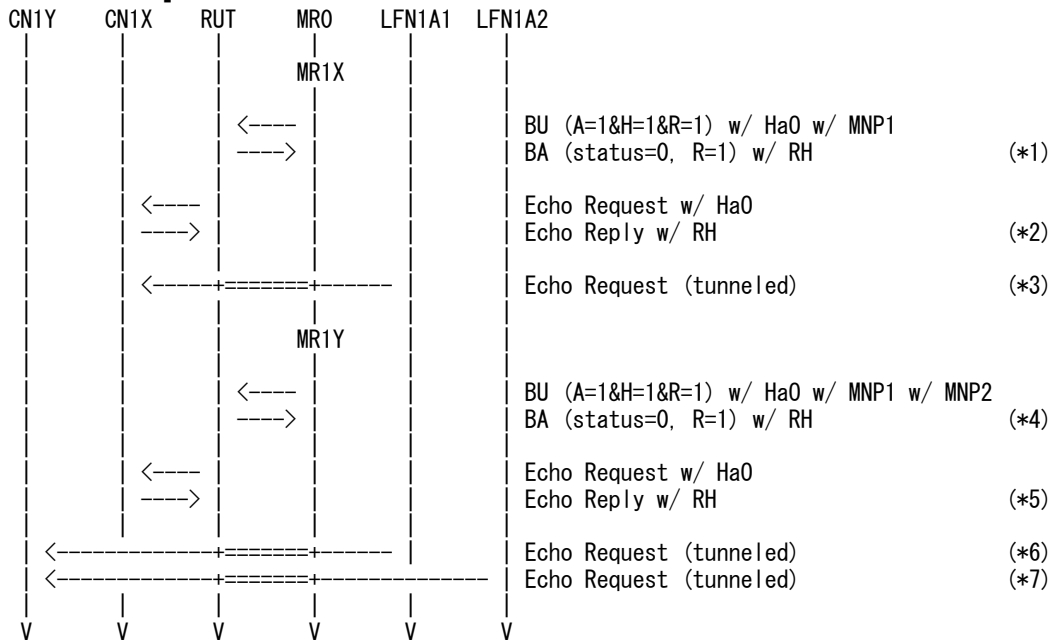 CN1Y CN1X RUT MR0 LFN1A1 LFN1A2
MR1X
<---- BU (A=1&H=1&R=1) w/ HaO w/ MNP1
----> BA (status=0, R=1) w/ RH (*1)
<---- Echo Request w/ HaO
----> Echo Reply w/ RH (*2)
<-----+=======+------ Echo Request (tunneled) (*3)
MR1Y
<---- BU (A=1&H=1&R=1) w/ HaO w/ MNP1 w/ MNP2
----> BA (status=0, R=1) w/ RH (*4)
<---- Echo Request w/ HaO
----> Echo Reply w/ RH (*5)
<-------------+=======+------ Echo Request (tunneled) (*6)
<-------------+=======+-------------- Echo Request (tunneled) (*7)
V V V V V V